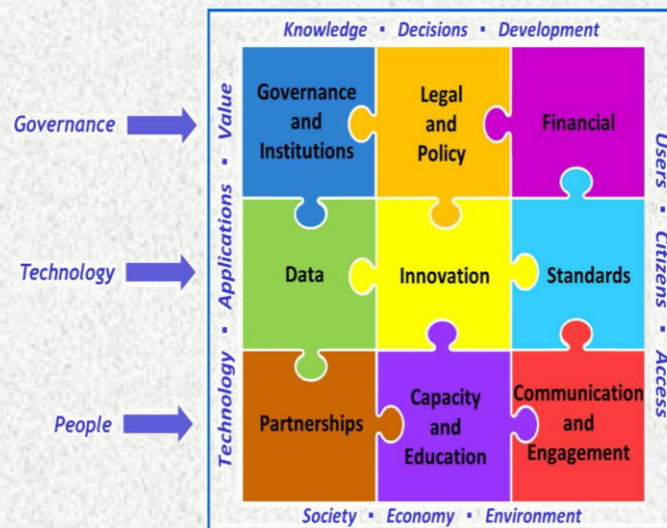 Knowledge ▪ Decisions ▪ Development
Governance
Technology
People
Technology ▪ Applications ▪ Value
Governance
and
Institutions
Legal
and
Policy
Financial
Data
Innovation
Standards
Partnerships
Capacity
and
Education
Communication
and
Engagement
Users ▪ Citizens ▪ Access
Society ▪ Economy ▪ Environment